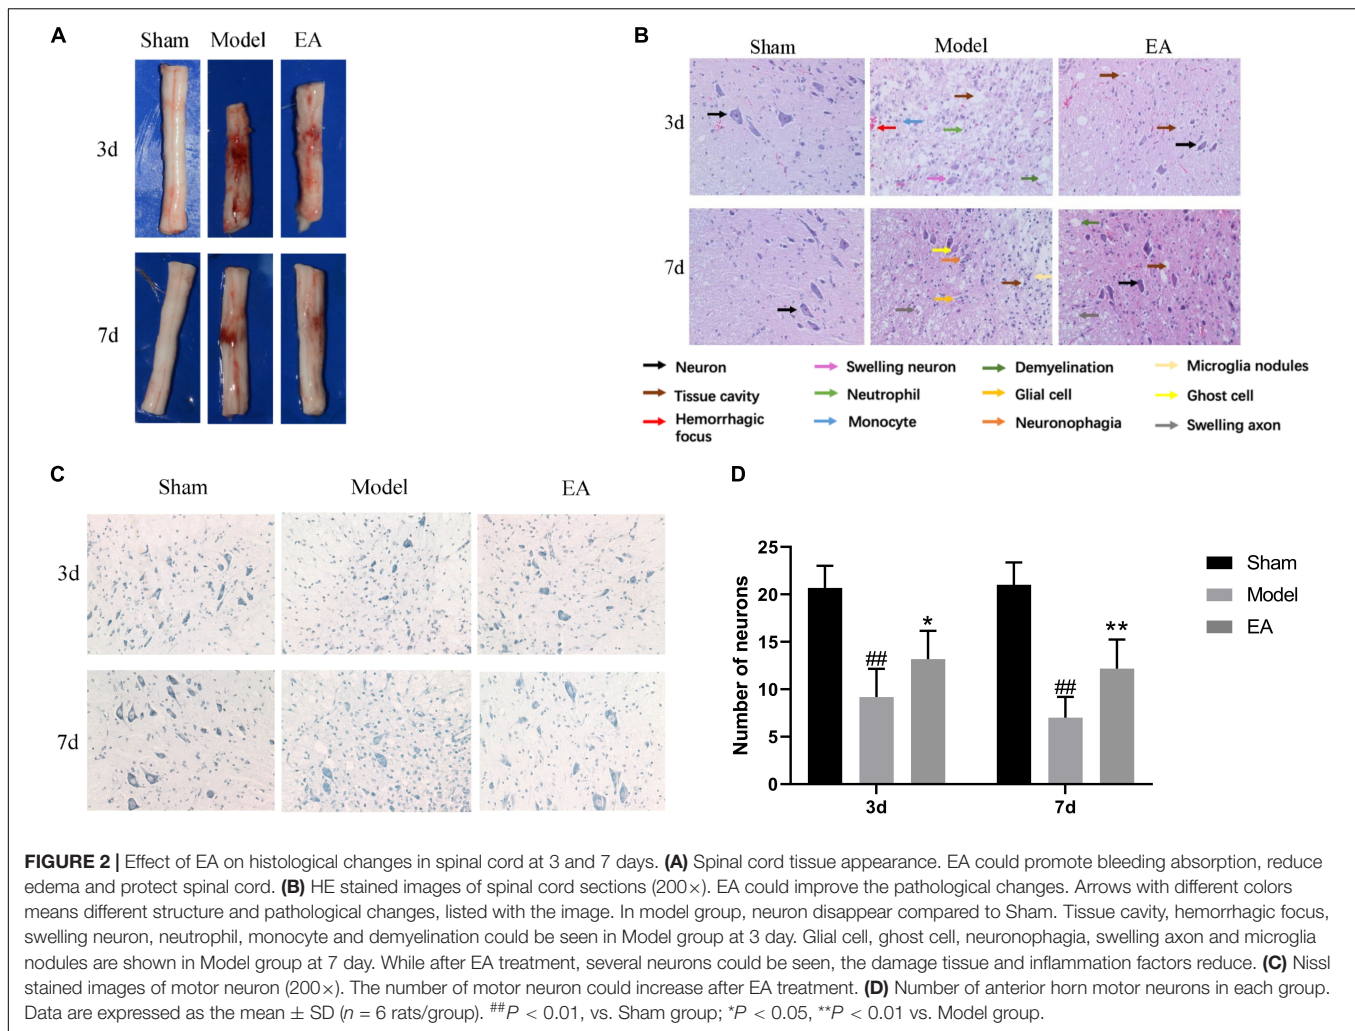 A
Sham Model EA
3d
7d
B
Sham Model EA
3d
7d
Neuron Swelling neuron Demyelination Microglia nodules
Tissue cavity Neutrophil Glial cell Ghost cell
Hemorrhagic focus Monocyte Neuronophagia Swelling axon
C
Sham Model EA
3d
7d
D
Number of neurons
25
20
15
10
5
0
## * ## **
3d 7d
Sham
Model
EA
FIGURE 2 | Effect of EA on histological changes in spinal cord at 3 and 7 days. (A) Spinal cord tissue appearance. EA could promote bleeding absorption, reduce
edema and protect spinal cord. (B) HE stained images of spinal cord sections (200×). EA could improve the pathological changes. Arrows with different colors
means different structure and pathological changes, listed with the image. In model group, neuron disappear compared to Sham. Tissue cavity, hemorrhagic focus,
swelling neuron, neutrophil, monocyte and demyelination could be seen in Model group at 3 day. Glial cell, ghost cell, neuronophagia, swelling axon and microglia
nodules are shown in Model group at 7 day. While after EA treatment, several neurons could be seen, the damage tissue and inflammation factors reduce. (C) Nissl
stained images of motor neuron (200×). The number of motor neuron could increase after EA treatment. (D) Number of anterior horn motor neurons in each group.
Data are expressed as the mean ± SD (n = 6 rats/group). ##P < 0.01, vs. Sham group; *P < 0.05, **P < 0.01 vs. Model group.